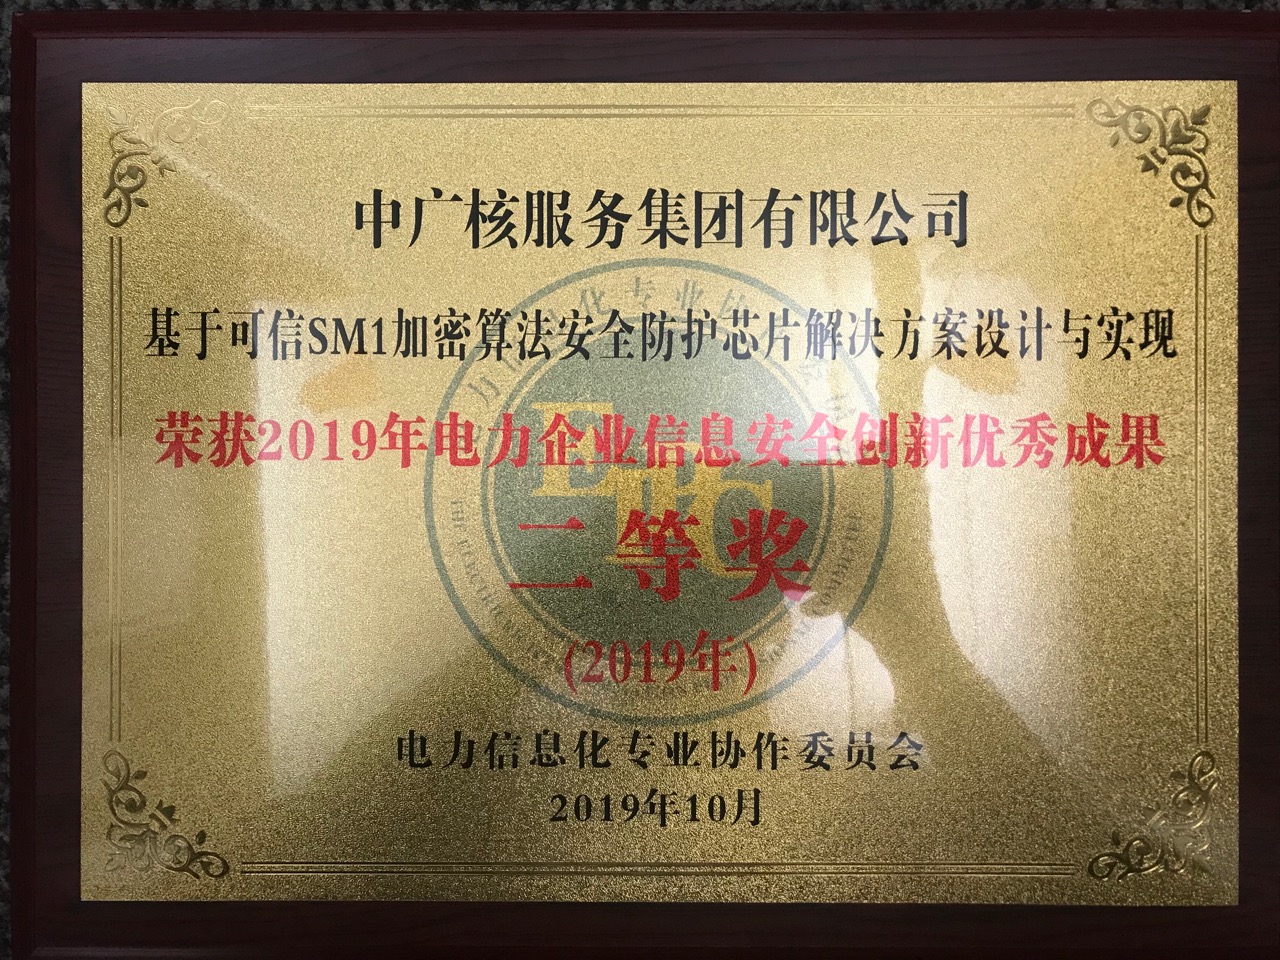 中广核服务集团有限公司
基于可信SM1加密算法安全防护芯片解决方案设计与实现
荣获2019年电力企业信息安全创新优秀成果
二等奖
(2019年)
电力信息化专业协作委员会
2019年10月
EIC